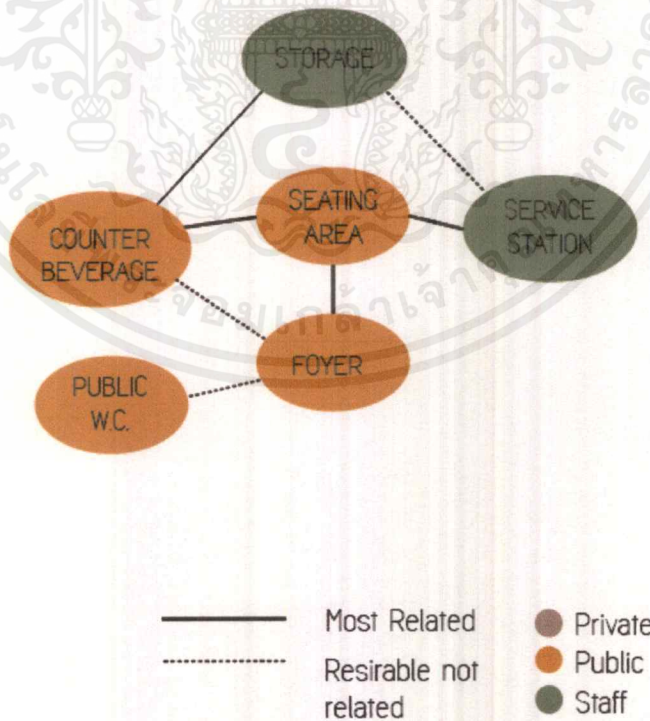 STORAGE
SEATING
AREA
SERVICE
STATION
COUNTER
BEVERAGE
FOYER
PUBLIC
W.C.
Most Related
Resirable not
related
Private
Public
Staff